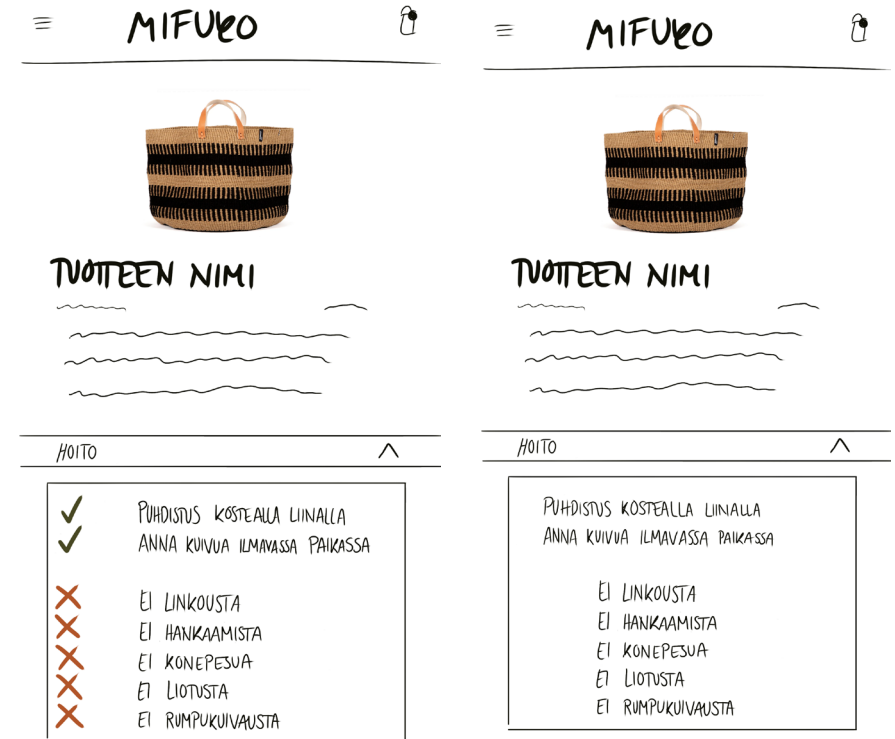 MIFUKO
TUOTTEEN NIMI
HOITO
PUHDISTUS KOSTEALLA LIINALLA
ANNA KUIVUA ILMAVASSA PAIKASSA
EI LINKOUSTA
EI HANKAAMISTA
EI KONEPESUA
EI LIOTUSTA
EI RUMPUKUIVAUSTA
MIFUKO
TUOTTEEN NIMI
HOITO
PUHDISTUS KOSTEALLA LIINALLA
ANNA KUIVUA ILMAVASSA PAIKASSA
EI LINKOUSTA
EI HANKAAMISTA
EI KONEPESUA
EI LIOTUSTA
EI RUMPUKUIVAUSTA